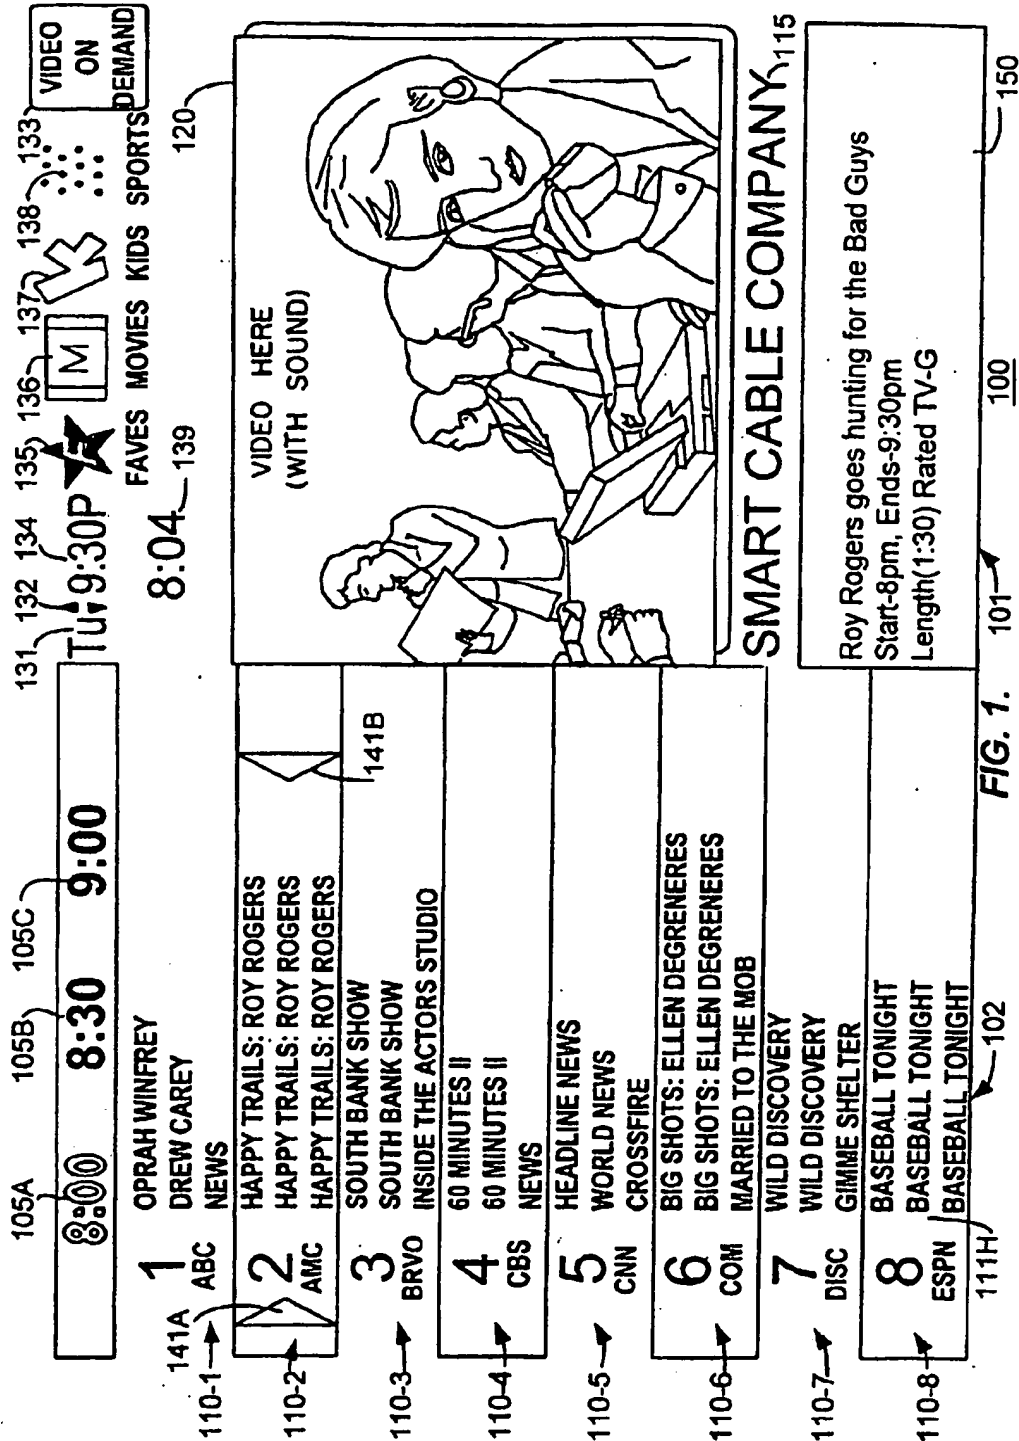 105A
105B
105C
131
132
134
135
136
137
138
133
8:00 8:30 9:00
Tu 9:30P
M
K
VIDEO
ON
DEMAND
FAVES MOVIES KIDS SPORTS
8:04
139
120
141A
110-1
1
ABC
OPRAH WINFREY
DREW CAREY
NEWS
110-2
2
AMC
HAPPY TRAILS: ROY ROGERS
HAPPY TRAILS: ROY ROGERS
HAPPY TRAILS: ROY ROGERS
141B
110-3
3
BRVO
SOUTH BANK SHOW
SOUTH BANK SHOW
INSIDE THE ACTORS STUDIO
110-4
4
CBS
60 MINUTES II
60 MINUTES II
NEWS
110-5
5
CNN
HEADLINE NEWS
WORLD NEWS
CROSSFIRE
110-6
6
COM
BIG SHOTS: ELLEN DEGRENERES
BIG SHOTS: ELLEN DEGRENERES
MARRIED TO THE MOB
110-7
7
DISC
WILD DISCOVERY
WILD DISCOVERY
GIMME SHELTER
110-8
8
ESPN
BASEBALL TONIGHT
BASEBALL TONIGHT
BASEBALL TONIGHT
111H
102
VIDEO HERE
(WITH SOUND)
SMART CABLE COMPANY
115
Roy Rogers goes hunting for the Bad Guys
Start-8pm, Ends-9:30pm
Length(1:30) Rated TV-G
150
101
100
FIG. 1.